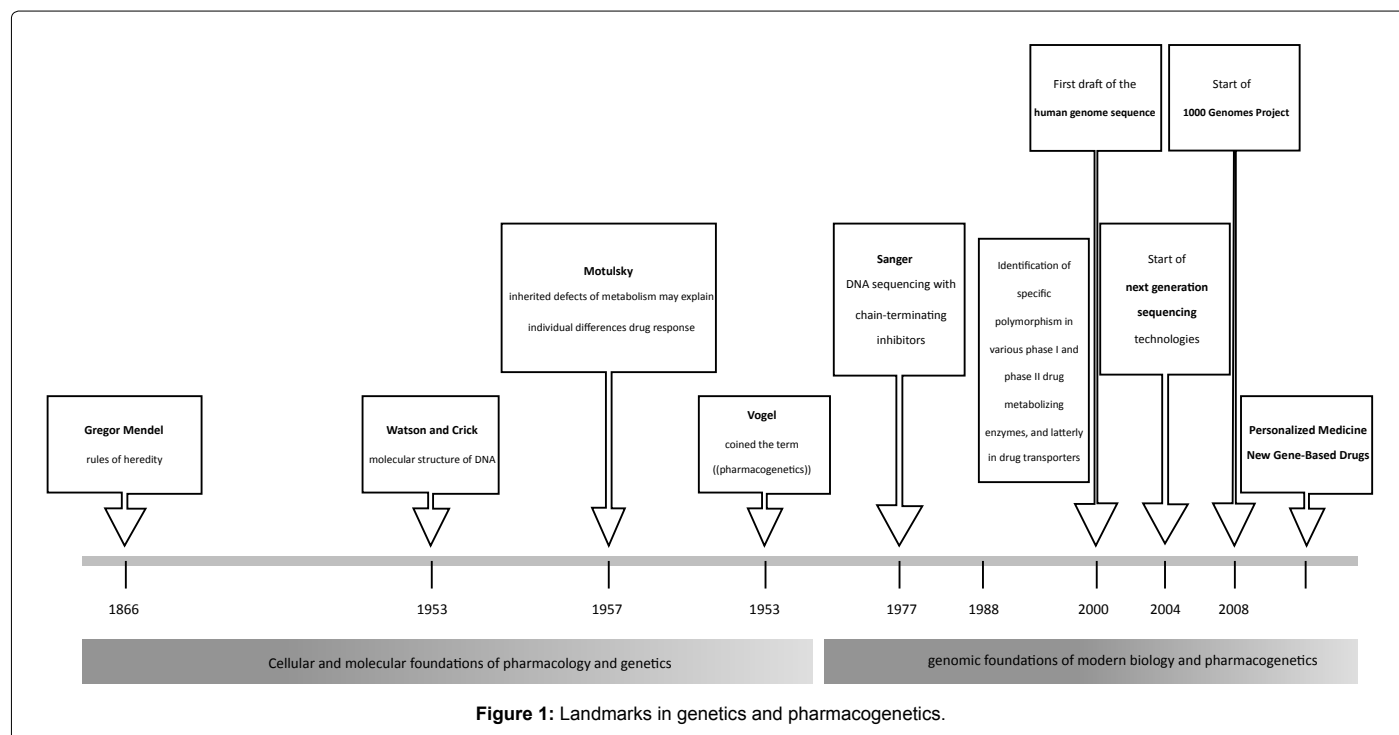 First draft of the
human genome sequence
Start of
1000 Genomes Project
Motulsky
inherited defects of metabolism may explain
individual differences drug response
Sanger
DNA sequencing with
chain-terminating
inhibitors
Identification of
specific
polymorphism in
various phase I and
phase II drug
metabolizing
enzymes, and latterly
in drug transporters
Start of
next generation
sequencing
technologies
Gregor Mendel
rules of heredity
Watson and Crick
molecular structure of DNA
Vogel
coined the term
((pharmacogenetics))
Personalized Medicine
New Gene-Based Drugs
1866 1953 1957 1953 1977 1988 2000 2004 2008
Cellular and molecular foundations of pharmacology and genetics
genomic foundations of modern biology and pharmacogenetics
Figure 1: Landmarks in genetics and pharmacogenetics.